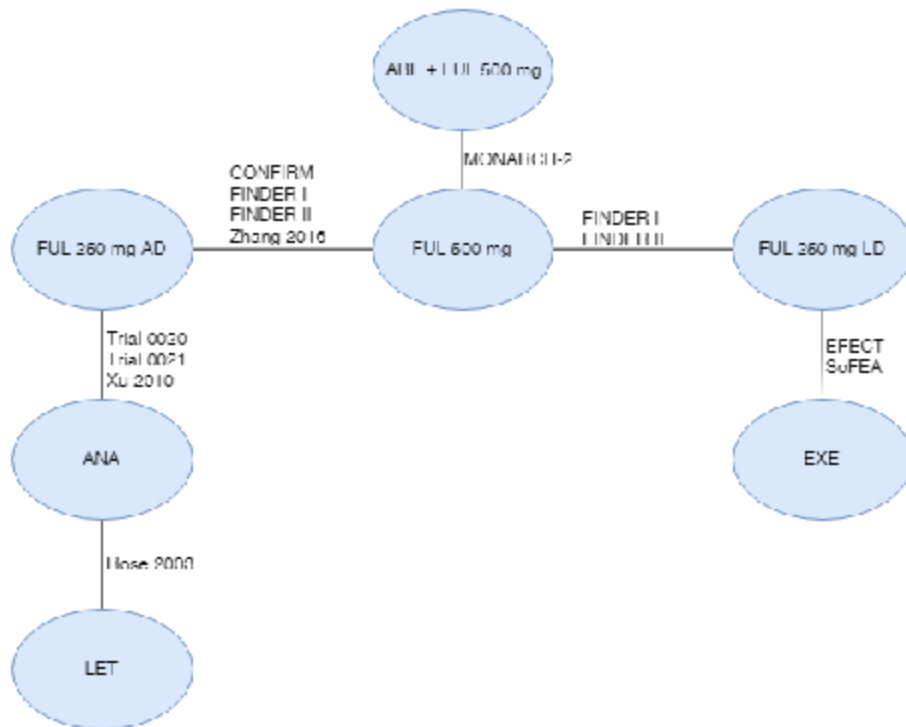 ABE + FUL 500 mg
MONARCH-2
CONFIRM
FINDER I
FINDER II
Zhang 2016
FINDER I
FINDER II
FUL 250 mg AD
FUL 500 mg
FUL 250 mg LD
Trial 0020
Trial 0021
Xu 2010
EFECT
SoFEA
ANA
EXE
Rose 2003
LET